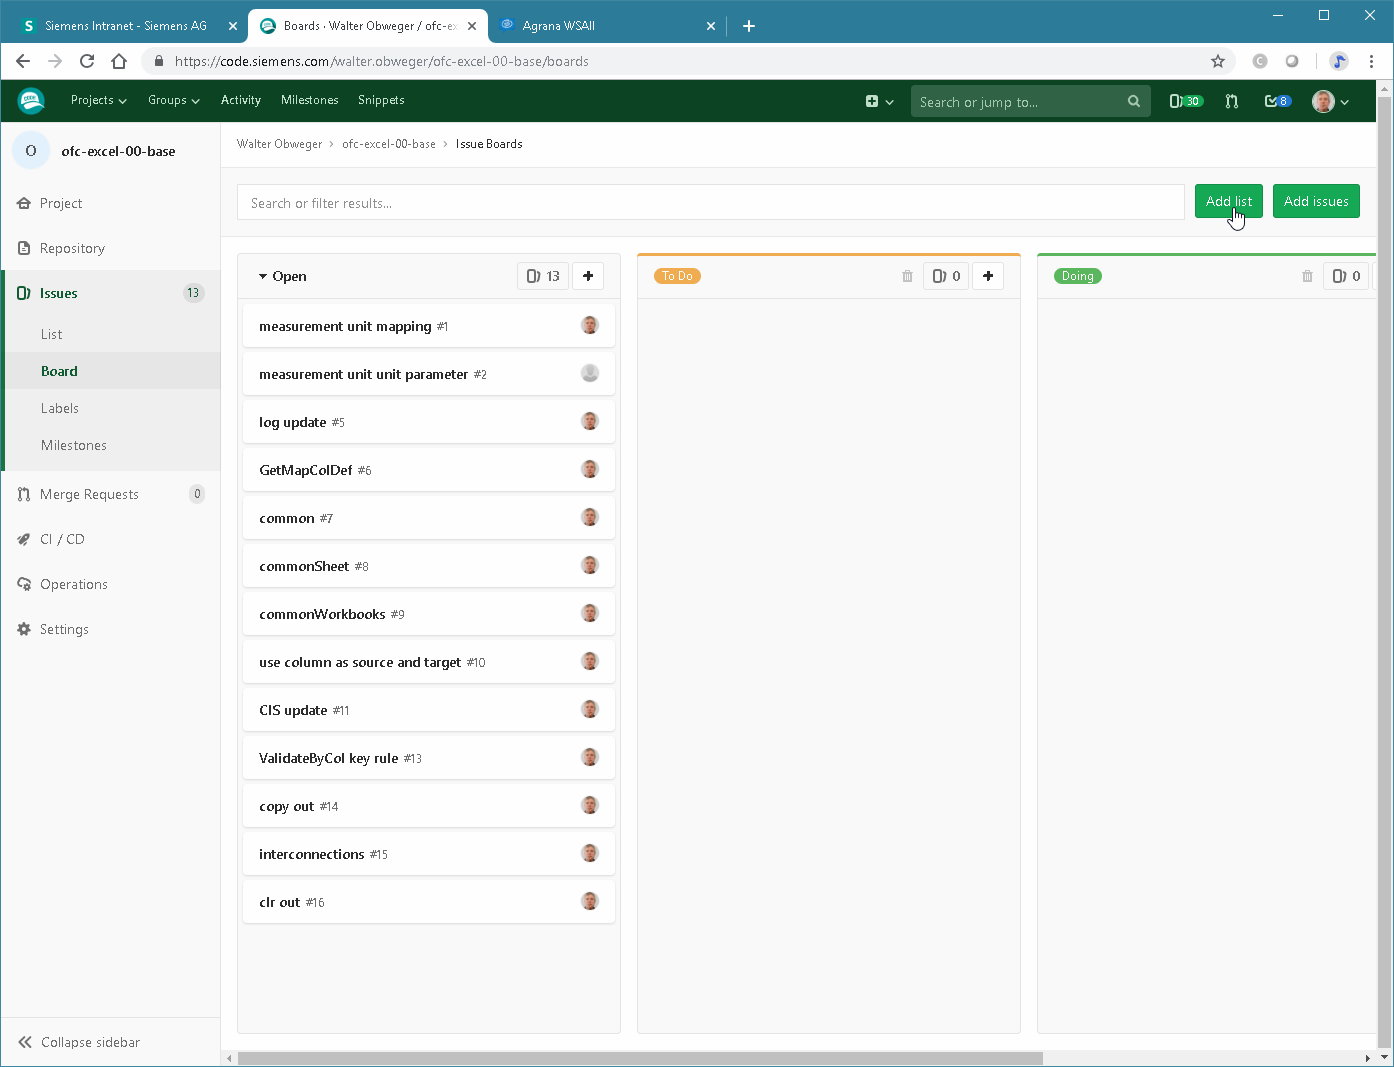 Siemens Intranet - Siemens AG
Boards · Walter Obweger / ofc-ex
Agrana WSAII
https://code.siemens.com/walter.obweger/ofc-excel-00-base/boards
Projects
Groups
Activity
Milestones
Snippets
Search or jump to...
30
8
O
ofc-excel-00-base
Walter Obweger > ofc-excel-00-base > Issue Boards
Project
Repository
Issues 13
List
Board
Labels
Milestones
Merge Requests 0
CI / CD
Operations
Settings
Collapse sidebar
Search or filter results...
Add list
Add issues
Open 13
measurement unit mapping #1
measurement unit unit parameter #2
log update #5
GetMapColDef #6
common #7
commonSheet #8
commonWorkbooks #9
use column as source and target #10
CIS update #11
ValidateByCol key rule #13
copy out #14
interconnections #15
clr out #16
To Do 0
Doing 0